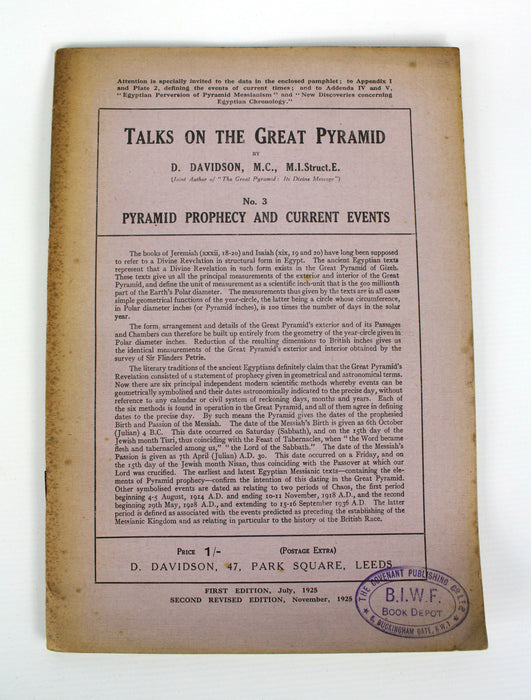 Attention is specially invited to the data in the enclosed pamphlet; to Appendix I
and Plate 2, defining the events of current times; and to Addenda IV and V,
"Egyptian Perversion of Pyramid Messianism" and "New Discoveries concerning
Egyptian Chronology."
TALKS ON THE GREAT PYRAMID
BY
D. DAVIDSON, M.C., M.I.Struct.E.
(Joint Author of "The Great Pyramid: Its Divine Message")
No. 3
PYRAMID PROPHECY AND CURRENT EVENTS
The books of Jeremiah (xxxii, 18-20) and Isaiah (xix, 19 and 20) have long been supposed
to refer to a Divine Revelation in structural form in Egypt. The ancient Egyptian texts
represent that a Divine Revelation in such form exists in the Great Pyramid of Gizeh.
These texts give us all the principal measurements of the exterior and interior of the Great
Pyramid, and define the unit of measurement as a scientific inch-unit that is the 500 millionth
part of the Earth's Polar diameter. The measurements thus given by the texts are in all cases
simple geometrical functions of the year-circle, the latter being a circle whose circumference,
in Polar diameter inches (or Pyramid inches), is 100 times the number of days in the solar
year.
The form, arrangement and details of the Great Pyramid's exterior and of its Passages
and Chambers can therefore be built up entirely from the geometry of the year-circle given in
Polar diameter inches. Reduction of the resulting dimensions to British inches gives us
the identical measurements of the Great Pyramid's exterior and interior obtained by the
survey of Sir Flinders Petrie.
The literary traditions of the ancient Egyptians definitely claim that the Great Pyramid's
Revelation consisted of a statement of prophecy given in geometrical and astronomical terms.
Now there are six principal independent modern scientific methods whereby events can be
geometrically symbolised and their dates astronomically indicated to the precise day, without
reference to any calendar or civil system of reckoning days, months and years. Each of
the six methods is found in operation in the Great Pyramid, and all of them agree in defining
dates to the precise day. By such means the Pyramid gives the dates of the prophesied
Birth and Passion of the Messiah. The date of the Messiah's Birth is given as 6th October
(Julian) 4 B.C. This date occurred on Saturday (Sabbath), and on the 15th day of the
Jewish month Tisri, thus coinciding with the Feast of Tabernacles, when "the Word became
flesh and tabernacled among us," "the Lord of the Sabbath." The date of the Messiah's
Passion is given as 7th April (Julian) A.D. 30. This date occurred on a Friday, and on
the 15th day of the Jewish month Nisan, thus coinciding with the Passover at which our
Lord was crucified. The earliest and latest Egyptian Messianic texts—containing the ele-
ments of Pyramid prophecy—confirm the intention of this dating in the Great Pyramid.
Other symbolised events are dated as relating to two periods of Chaos, the first period
beginning 4-5 August, 1914 A.D. and ending 10-11 November, 1918 A.D., and the second
beginning 29th May, 1928 A.D., and extending to 15-16 September 1936 A.D. The latter
period is defined as associated with the events predicted as preceding the establishing of the
Messianic Kingdom and as relating in particular to the history of the British Race.
PRICE 1/- (POSTAGE EXTRA)
D. DAVIDSON, 47, PARK SQUARE, LEEDS
FIRST EDITION, July, 1925
SECOND REVISED EDITION, November, 1925
THE COVENANT PUBLISHING CO LTD
B.I.W.F.
BOOK DEPOT
6, BUCKINGHAM GATE, S.W.1